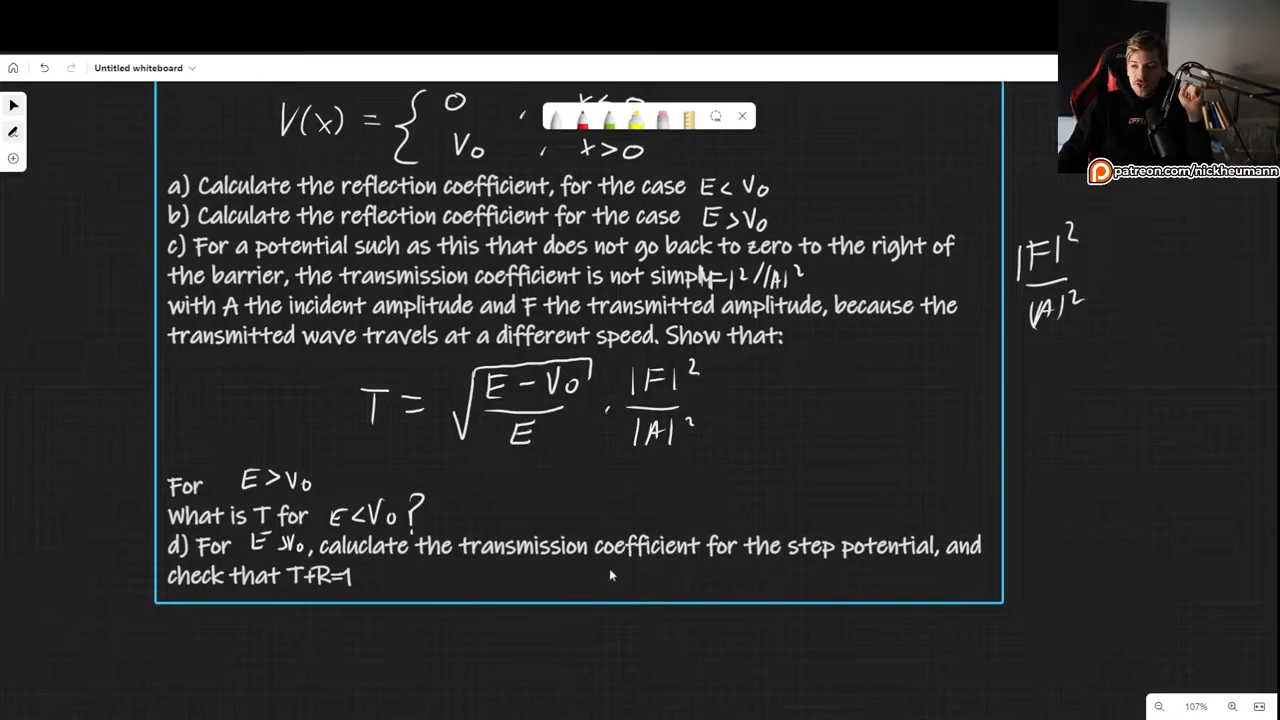 Untitled whiteboard
V(x) = { 0 , x < 0
V0 , x > 0
a) Calculate the reflection coefficient, for the case E < V0
b) Calculate the reflection coefficient for the case E > V0
c) For a potential such as this that does not go back to zero to the right of
the barrier, the transmission coefficient is not simpl |F|²/|A|²
with A the incident amplitude and F the transmitted amplitude, because the
transmitted wave travels at a different speed. Show that:
T = √(E - V0 / E) · |F|² / |A|²
For E > V0
What is T for E < V0 ?
d) For E > V0, caluclate the transmission coefficient for the step potential, and
check that T+R=1
|F|²
|A|²
patreon.com/nickheumann
107%